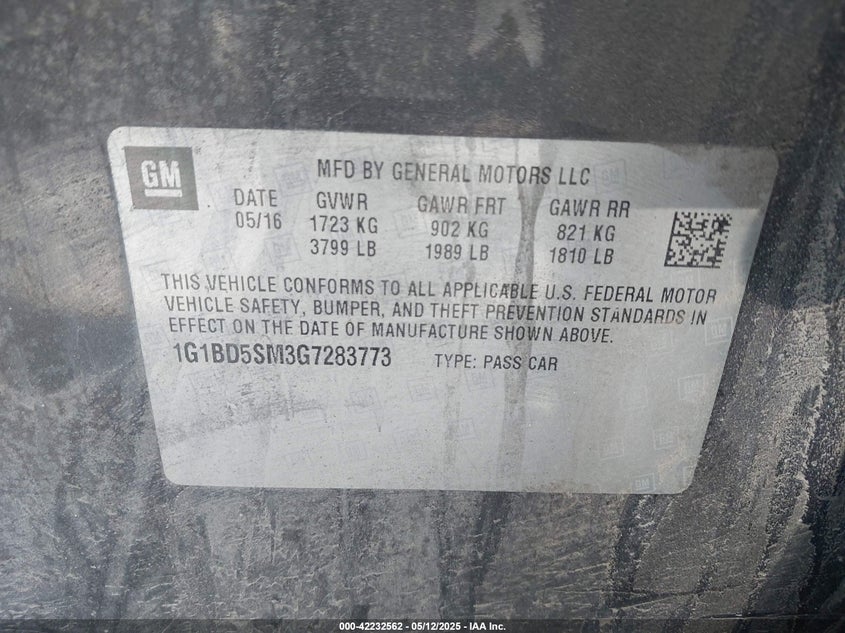 GM
MFD BY GENERAL MOTORS LLC
DATE GVWR GAWR FRT GAWR RR
05/16 1723 KG 902 KG 821 KG
3799 LB 1989 LB 1810 LB
THIS VEHICLE CONFORMS TO ALL APPLICABLE U.S. FEDERAL MOTOR
VEHICLE SAFETY, BUMPER, AND THEFT PREVENTION STANDARDS IN
EFFECT ON THE DATE OF MANUFACTURE SHOWN ABOVE.
1G1BD5SM3G7283773 TYPE: PASS CAR
000-42232562 - 05/12/2025 - IAA Inc.